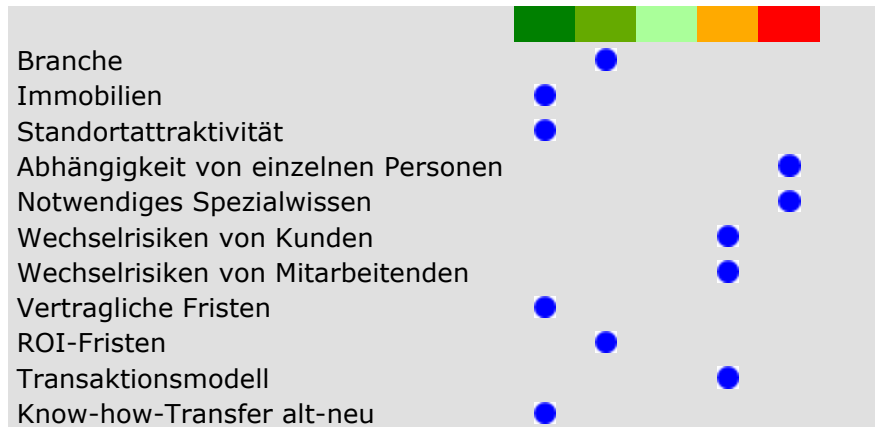 Branche
Immobilien
Standortattraktivität
Abhängigkeit von einzelnen Personen
Notwendiges Spezialwissen
Wechselrisiken von Kunden
Wechselrisiken von Mitarbeitenden
Vertragliche Fristen
ROI-Fristen
Transaktionsmodell
Know-how-Transfer alt-neu